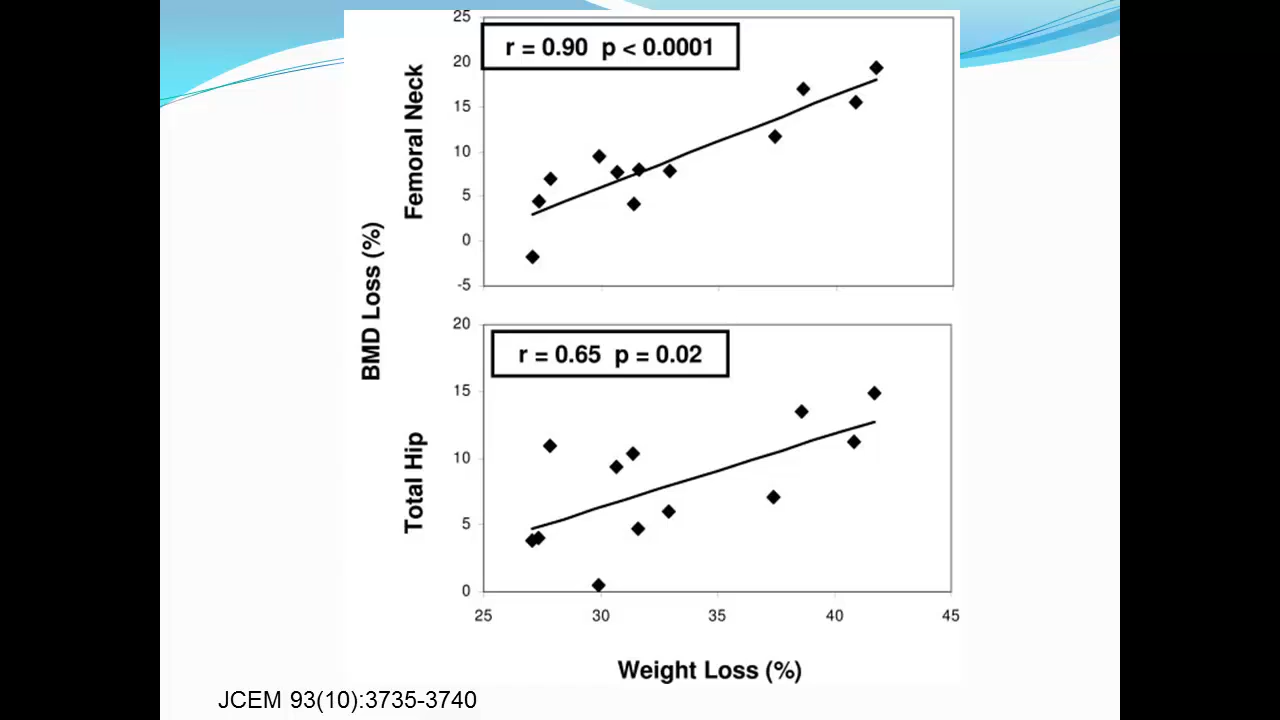 25
r = 0.90 p < 0.0001
20
15
10
5
0
-5
Femoral Neck
BMD Loss (%)
20
r = 0.65 p = 0.02
15
10
5
0
Total Hip
25 30 35 40 45
Weight Loss (%)
JCEM 93(10):3735-3740